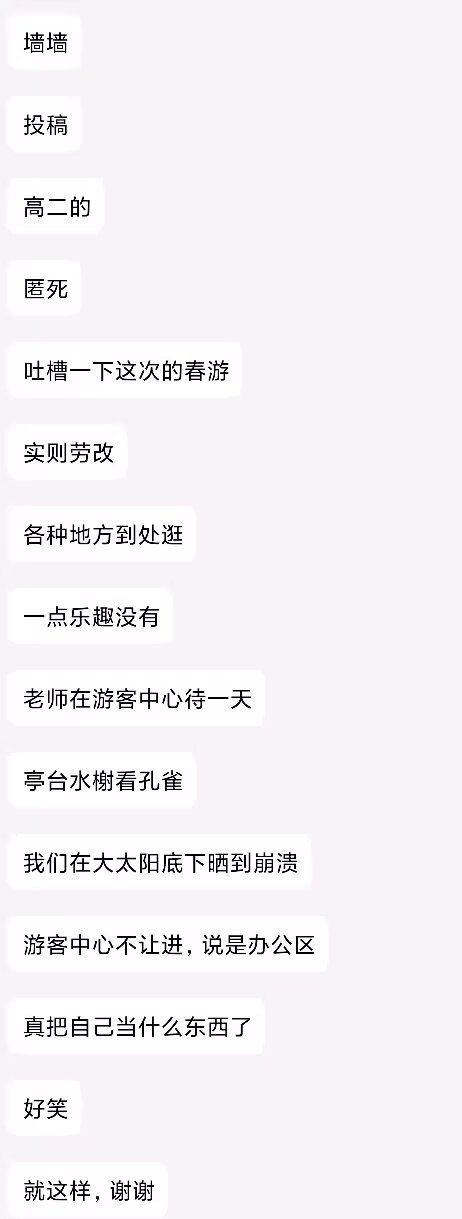 墙墙
投稿
高二的
匿死
吐槽一下这次的春游
实则劳改
各种地方到处逛
一点乐趣没有
老师在游客中心待一天
亭台水榭看孔雀
我们在大太阳底下晒到崩溃
游客中心不让进，说是办公区
真把自己当什么东西了
好笑
就这样，谢谢